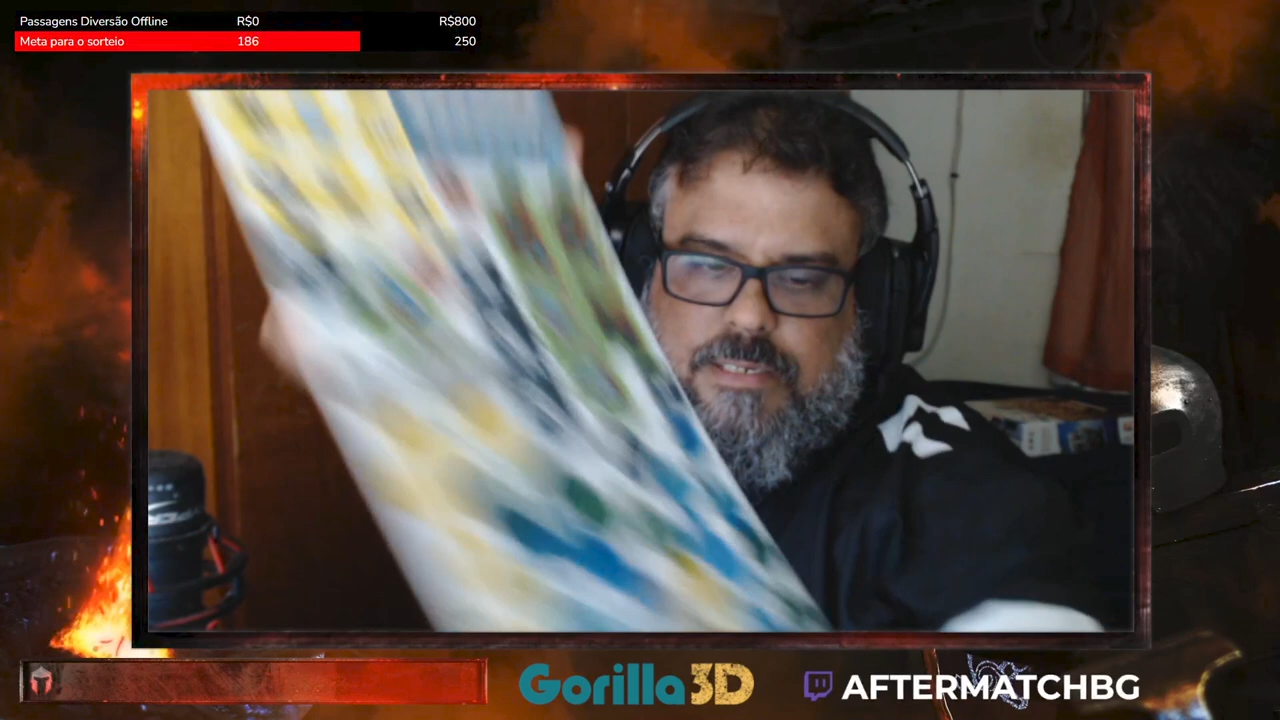 Passagens Diversão Offline R$0 R$800
Meta para o sorteio 186 250
Gorilla3D
AFTERMATCHBG